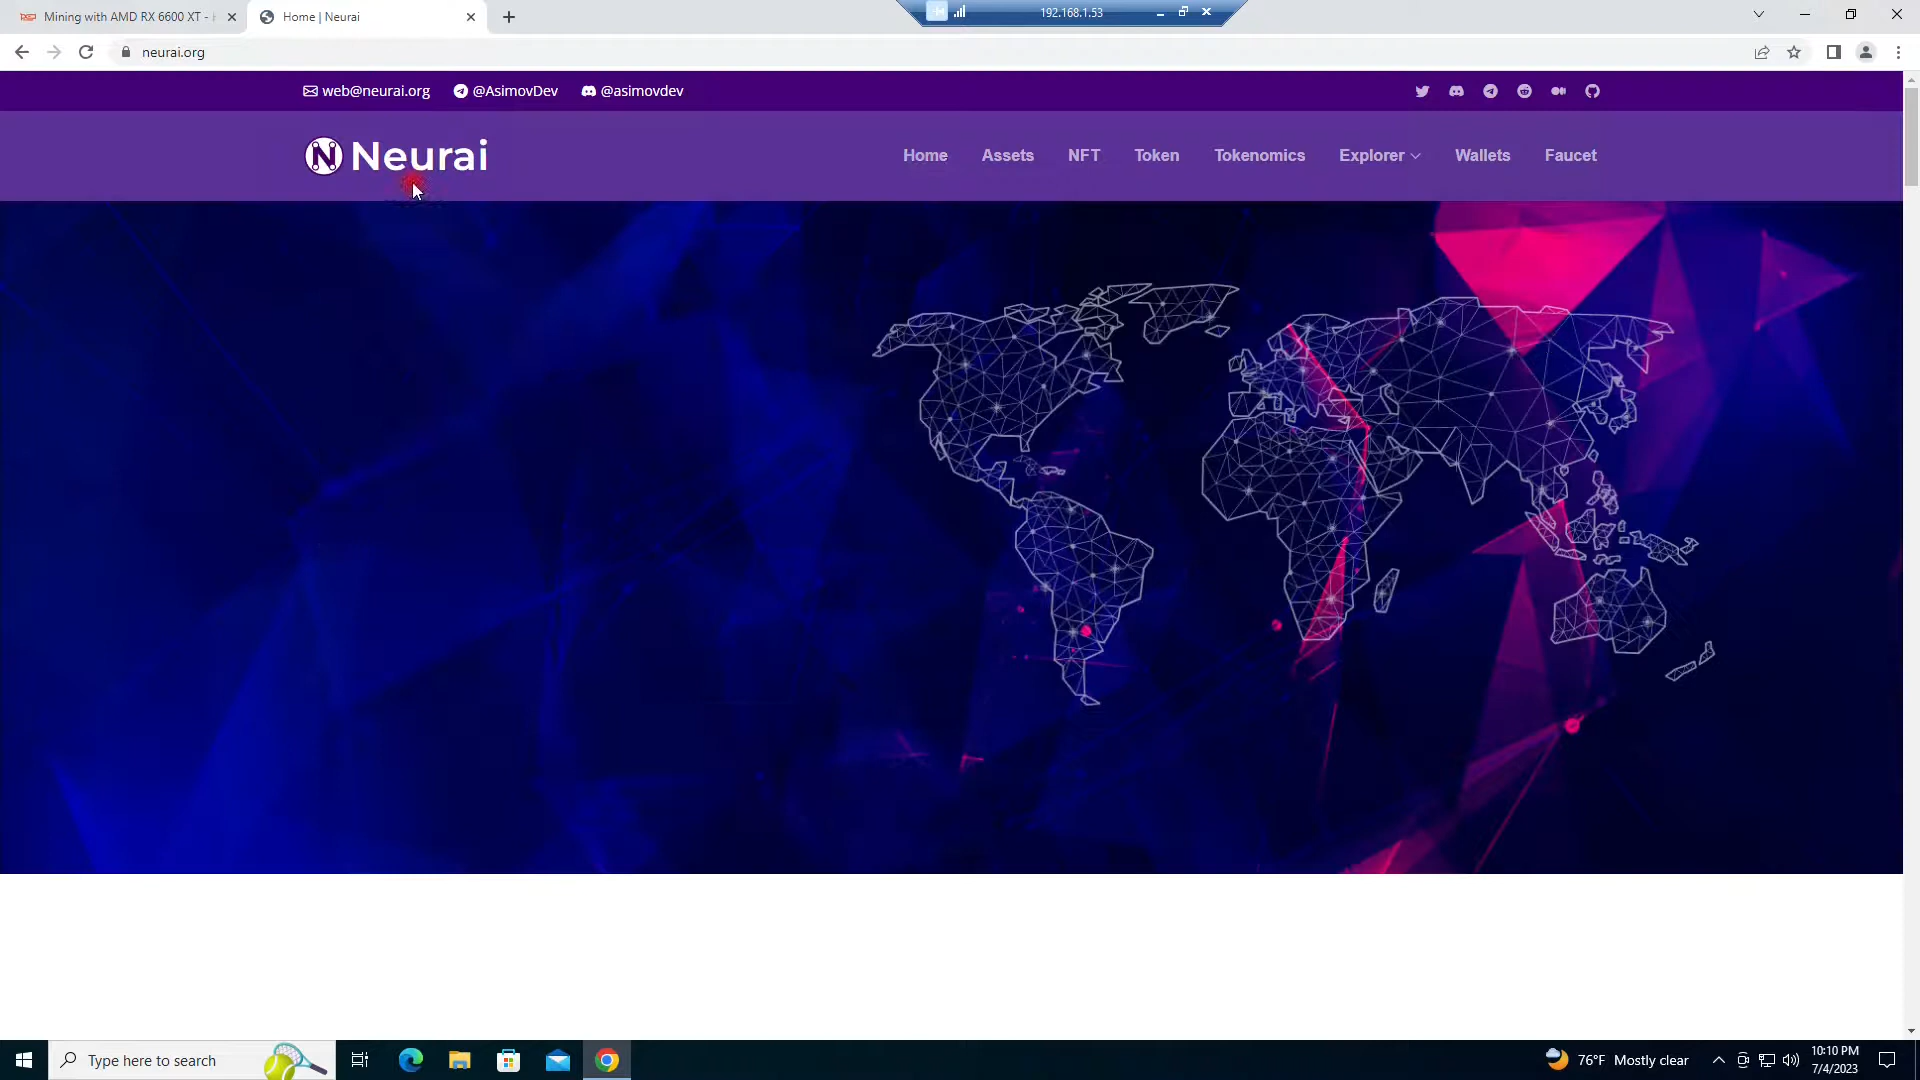 Mining with AMD RX 6600 XT -
Home | Neurai
192.168.1.53
neurai.org
web@neurai.org @AsimovDev @asimovdev
Neurai
Home Assets NFT Token Tokenomics Explorer Wallets Faucet
Type here to search
76°F Mostly clear
10:10 PM
7/4/2023